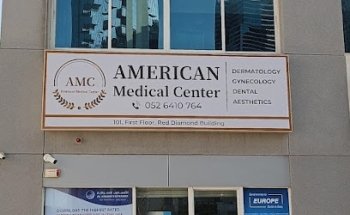 AMC
American Medical Center
AMERICAN
Medical Center
052 6410 764
DERMATOLOGY
GYNECOLOGY
DENTAL
AESTHETICS
101, First Floor, Red Diamond Building
EUROPE